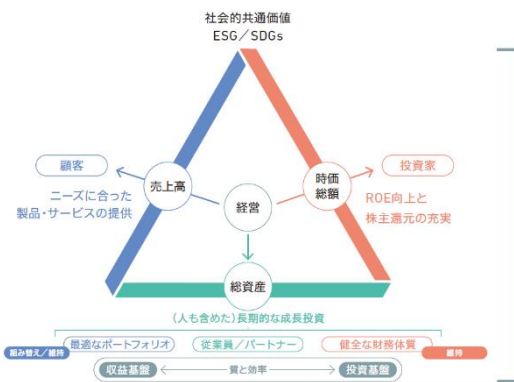 社会的共通価値
ESG／SDGs
顧客
投資家
売上高
時価
総額
ニーズに合った
製品・サービスの提供
経営
ROE向上と
株主還元の充実
総資産
（人も含めた）長期的な成長投資
最適なポートフォリオ
従業員／パートナー
健全な財務体質
組み替え／維持
維持
収益基盤
質と効率
投資基盤